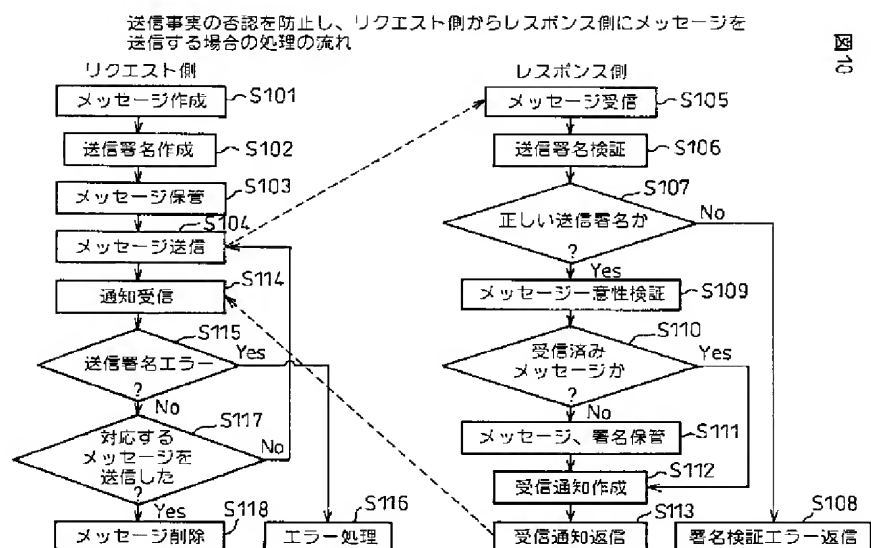 送信事実の否認を防止し、リクエスト側からレスポンス側にメッセージを
送信する場合の処理の流れ
図10
リクエスト側
メッセージ作成
S101
送信署名作成
S102
メッセージ保管
S103
S104
メッセージ送信
通知受信
S114
S115
送信署名エラー
?
Yes
No
S117
対応する
メッセージを
送信した
?
No
Yes
S118
メッセージ削除
S116
エラー処理
レスポンス側
メッセージ受信
S105
送信署名検証
S106
S107
正しい送信署名か
?
No
Yes
メッセージ一意性検証
S109
S110
受信済み
メッセージか
?
Yes
No
メッセージ、署名保管
S111
受信通知作成
S112
S113
受信通知返信
S108
署名検証エラー返信